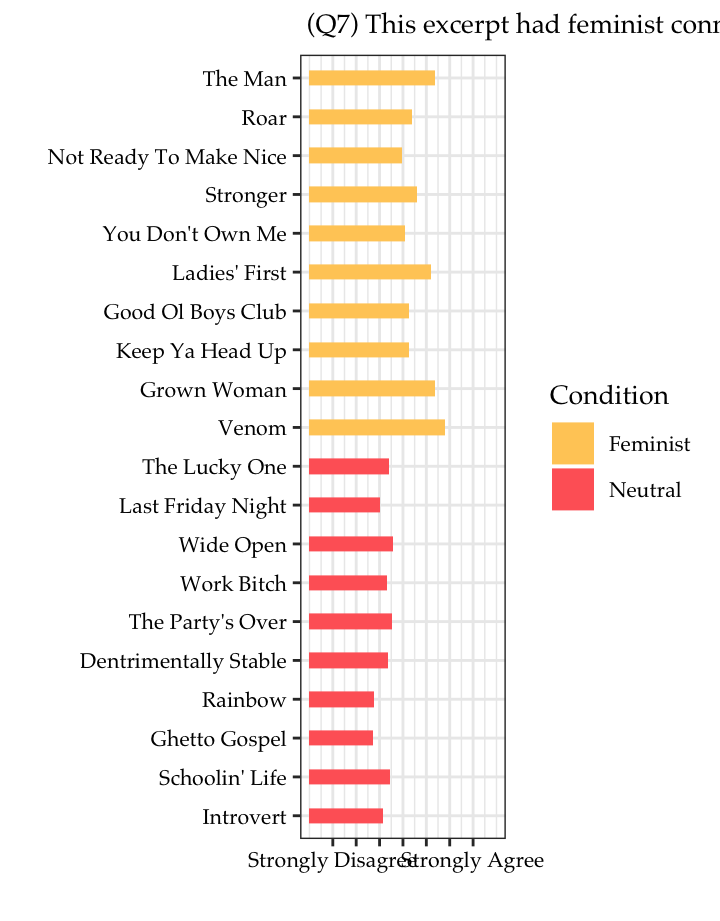 (Q7) This excerpt had feminist
The Man
Roar
Not Ready To Make Nice
Stronger
You Don't Own Me
Ladies' First
Good Ol Boys Club
Keep Ya Head Up
Grown Woman
Venom
The Lucky One
Last Friday Night
Wide Open
Work Bitch
The Party's Over
Dentrimentally Stable
Rainbow
Ghetto Gospel
Schoolin' Life
Introvert
Strongly Disagree Strongly Agree
Condition
Feminist
Neutral